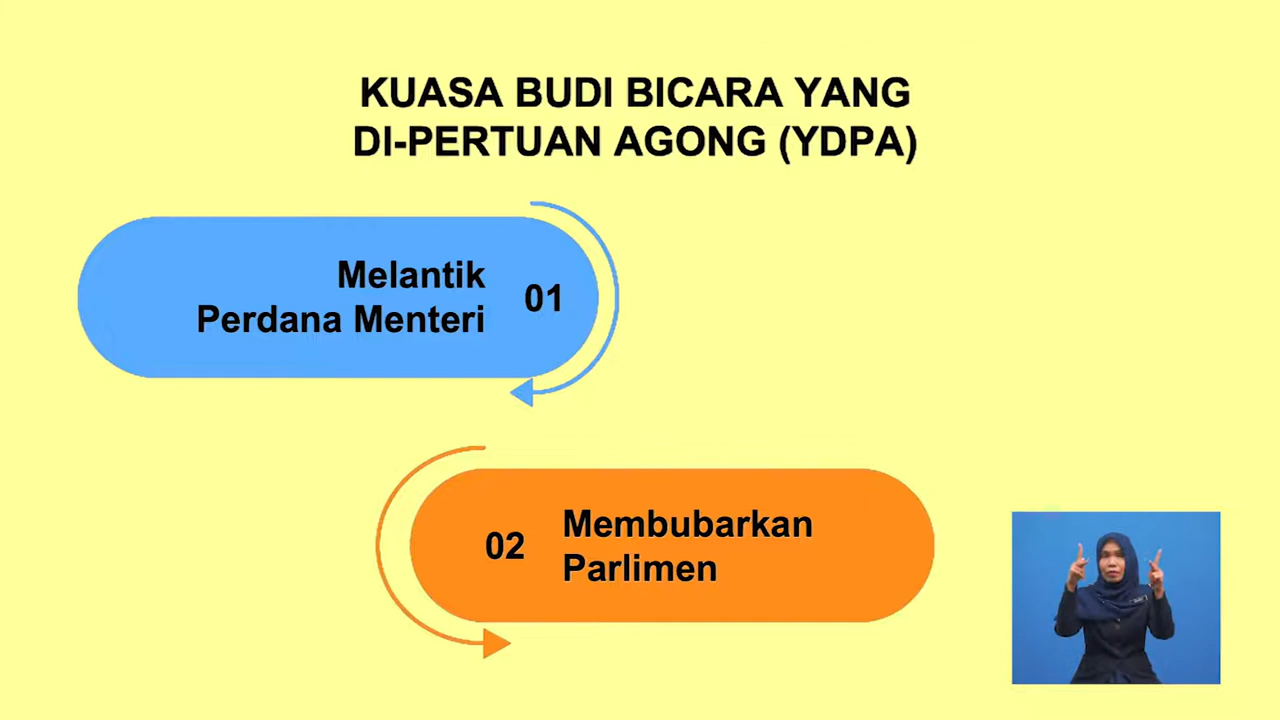 KUASA BUDI BICARA YANG
DI-PERTUAN AGONG (YDPA)
Melantik
Perdana Menteri
01
02
Membubarkan
Parlimen